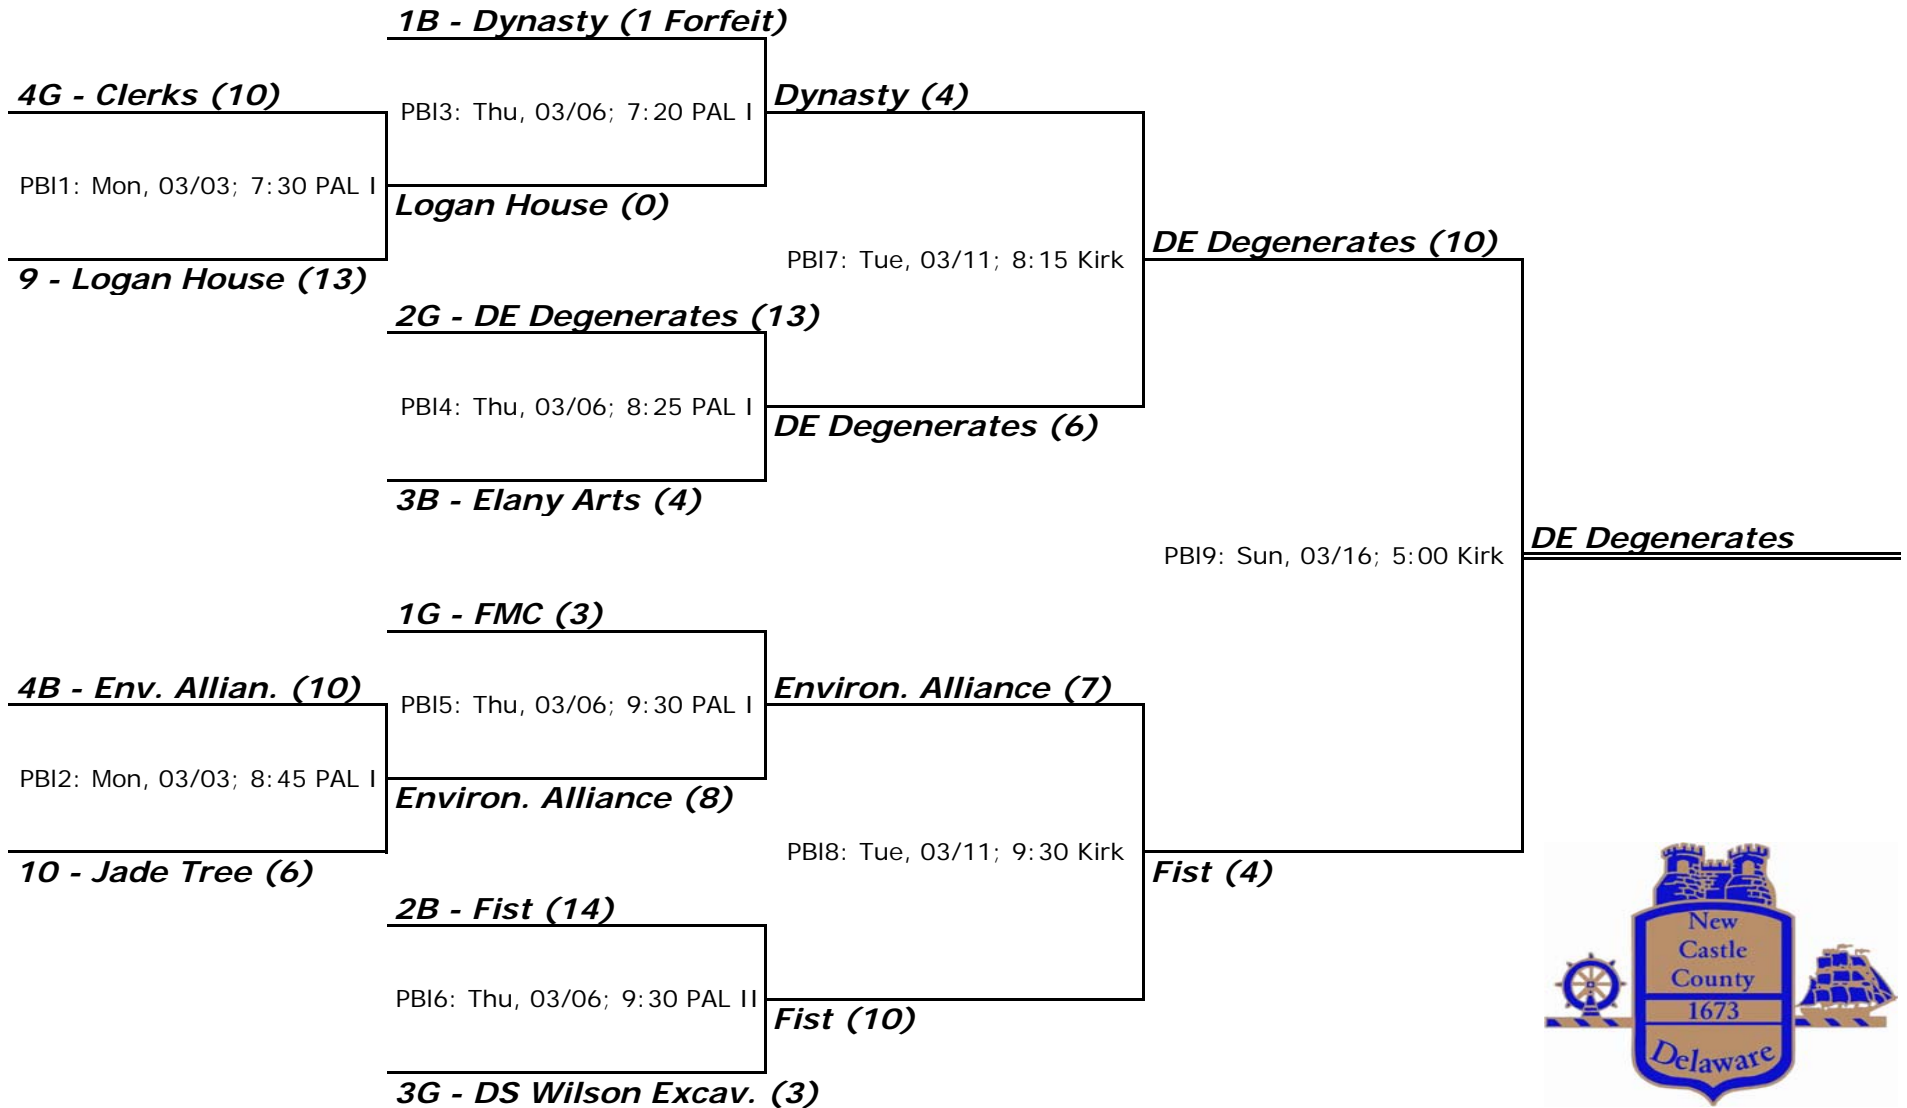 1B - Dynasty (1 Forfeit)
4G - Clerks (10)
PBI3: Thu, 03/06; 7:20 PAL I
Dynasty (4)
PBI1: Mon, 03/03; 7:30 PAL I
Logan House (0)
9 - Logan House (13)
PBI7: Tue, 03/11; 8:15 Kirk
DE Degenerates (10)
2G - DE Degenerates (13)
PBI4: Thu, 03/06; 8:25 PAL I
DE Degenerates (6)
3B - Elany Arts (4)
PBI9: Sun, 03/16; 5:00 Kirk
DE Degenerates
1G - FMC (3)
4B - Env. Allian. (10)
PBI5: Thu, 03/06; 9:30 PAL I
Environ. Alliance (7)
PBI2: Mon, 03/03; 8:45 PAL I
Environ. Alliance (8)
10 - Jade Tree (6)
PBI8: Tue, 03/11; 9:30 Kirk
Fist (4)
2B - Fist (14)
PBI6: Thu, 03/06; 9:30 PAL II
Fist (10)
3G - DS Wilson Excav. (3)
New
Castle
County
1673
Delaware